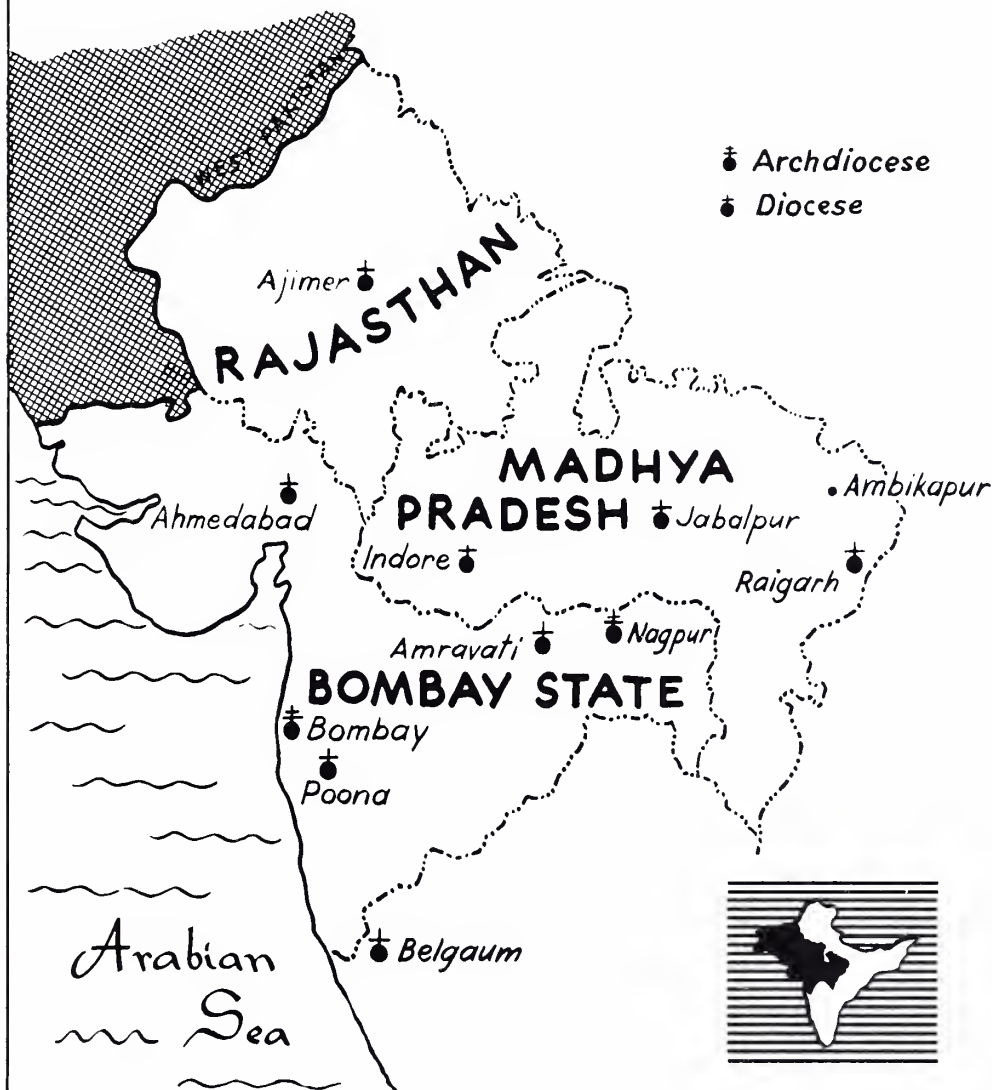 WEST PAKISTAN
Archdiocese
Diocese
Ajimer
RAJASTHAN
MADHYA
PRADESH
Ambikapur
Ahmedabad
Jabalpur
Indore
Raigarh
Amravati
Nagpur
BOMBAY STATE
Bombay
Poona
Belgaum
Arabian
Sea